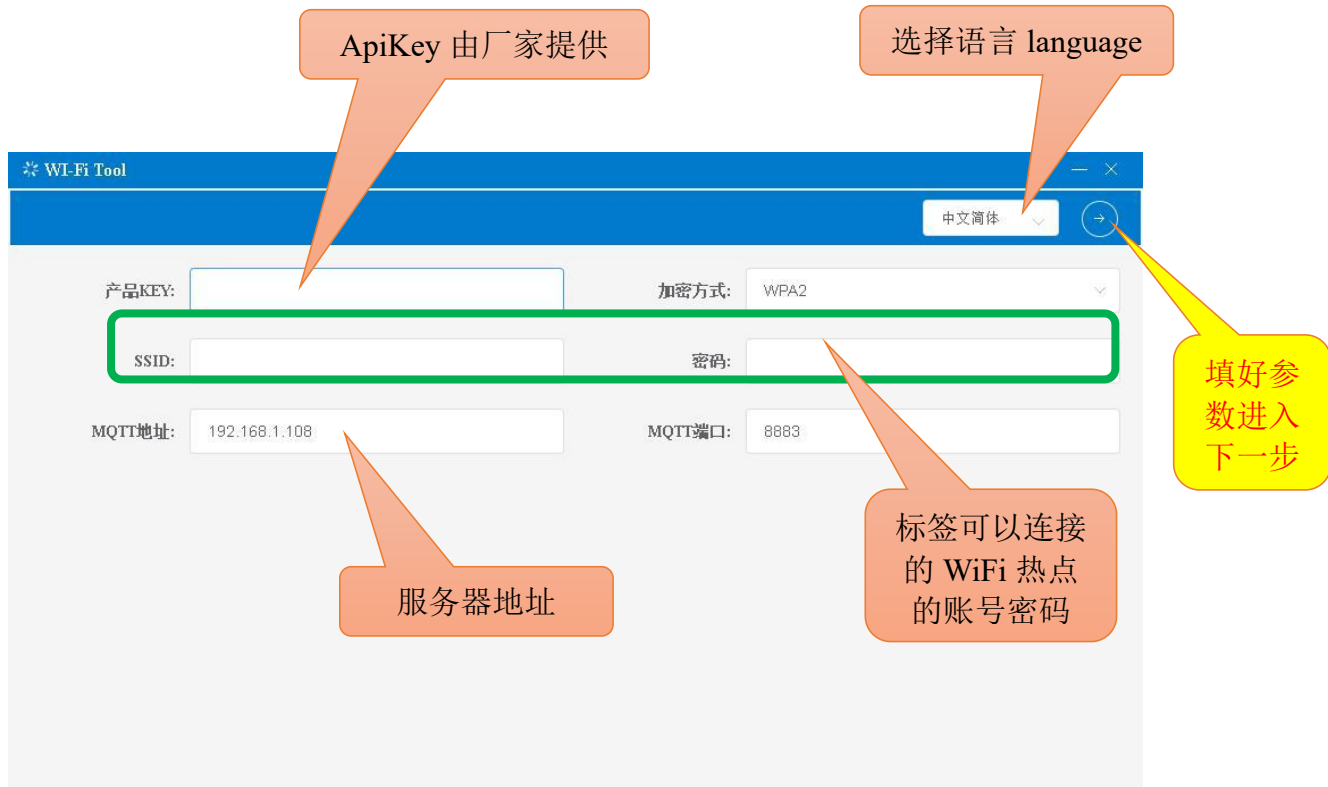 ApiKey 由厂家提供
选择语言 language
WI-Fi Tool
中文简体
产品KEY:
加密方式: WPA2
SSID:
密码:
MQTT地址: 192.168.1.108
MQTT端口: 8883
填好参
数进入
下一步
标签可以连接
的 WiFi 热点
的账号密码
服务器地址